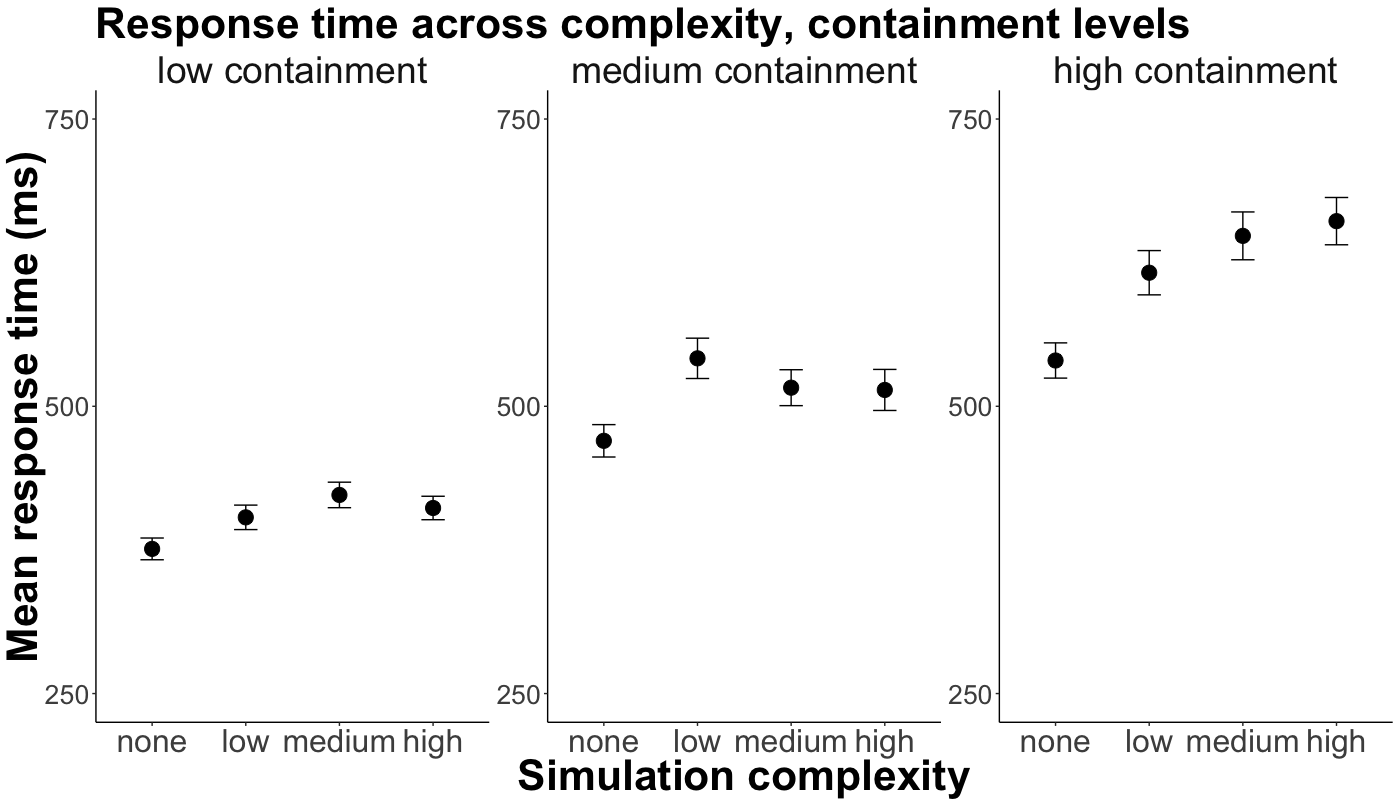 Response time across complexity, containment levels
low containment medium containment high containment
Mean response time (ms)
750 750 750
500 500 500
250 250 250
none low medium high none low medium high none low medium high
Simulation complexity